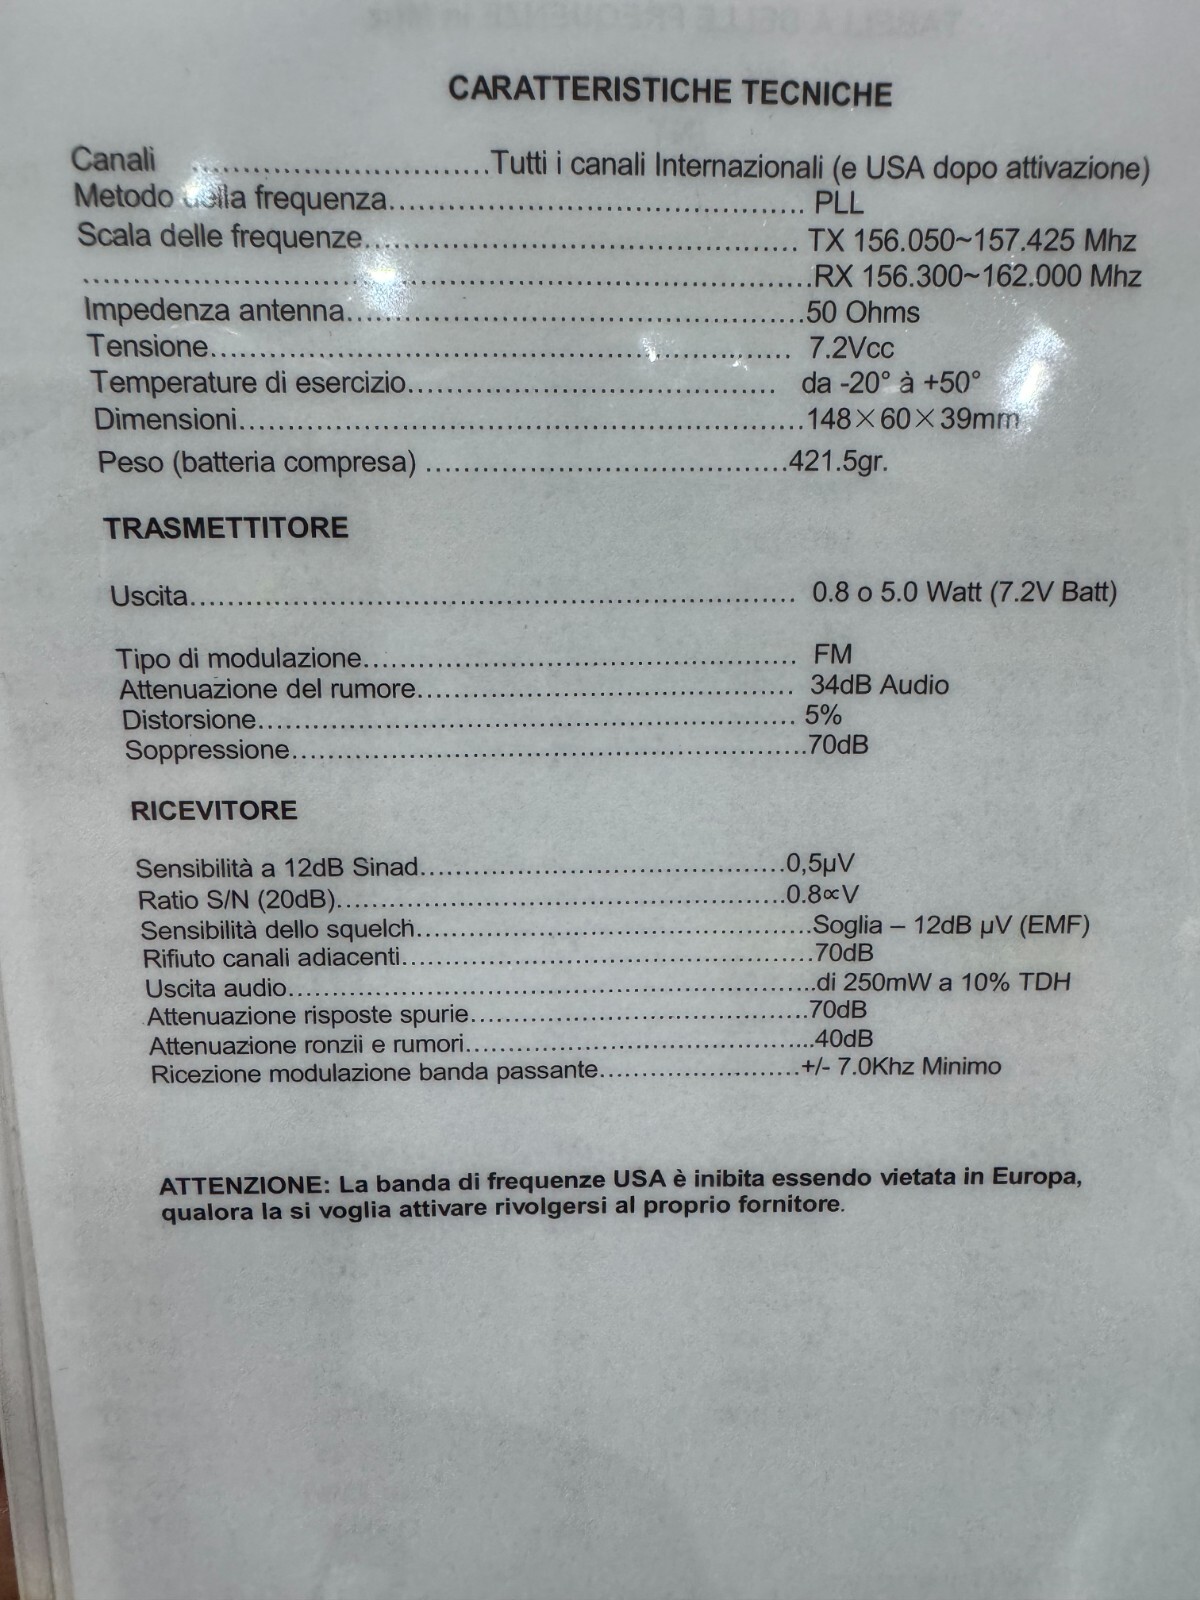 CARATTERISTICHE TECNICHE
Canali ................................Tutti i canali Internazionali (e USA dopo attivazione)
Metodo della frequenza............................................ PLL
Scala delle frequenze.............................................. TX 156.050~157.425 Mhz
.........................................................................RX 156.300~162.000 Mhz
Impedenza antenna..................................................50 Ohms
Tensione.............................................................. 7.2Vcc
Temperature di esercizio....................................... da -20° à +50°
Dimensioni...........................................................148×60×39mm
Peso (batteria compresa) .......................................421.5gr.
TRASMETTITORE
Uscita.................................................................. 0.8 o 5.0 Watt (7.2V Batt)
Tipo di modulazione............................................... FM
Attenuazione del rumore......................................... 34dB Audio
Distorsione........................................................... 5%
Soppressione........................................................70dB
RICEVITORE
Sensibilità a 12dB Sinad.........................................0,5µV
Ratio S/N (20dB)..................................................0.8∝V
Sensibilità dello squelch.............................................Soglia – 12dB µV (EMF)
Rifiuto canali adiacenti...............................................70dB
Uscita audio............................................................di 250mW a 10% TDH
Attenuazione risposte spurie......................................70dB
Attenuazione ronzii e rumori.......................................40dB
Ricezione modulazione banda passante.......................+/- 7.0Khz Minimo
ATTENZIONE: La banda di frequenze USA è inibita essendo vietata in Europa,
qualora la si voglia attivare rivolgersi al proprio fornitore.